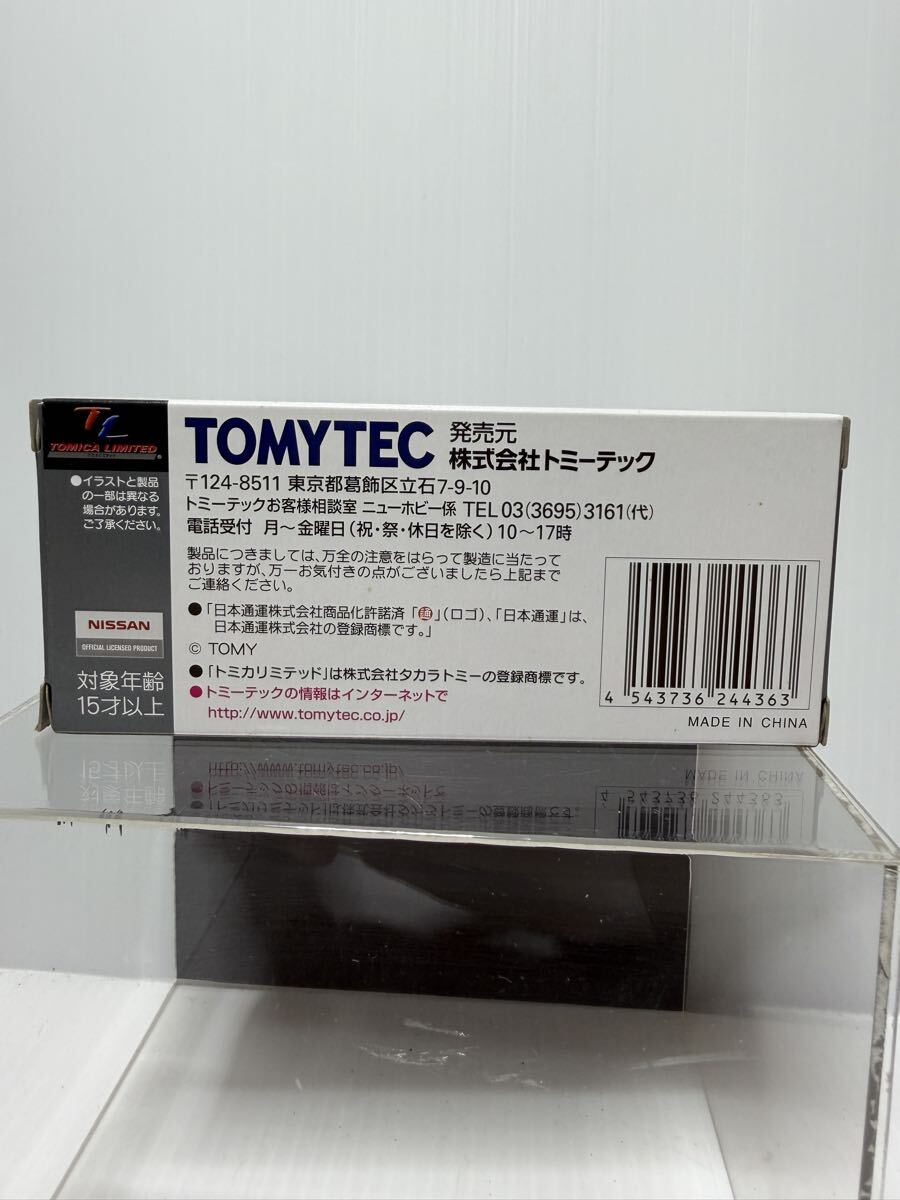 TL
TOMICA LIMITED
●イラストと製品
の一部は異なる
場合があります。
ご了承ください。
NISSAN
OFFICIAL LICENSED PRODUCT
対象年齢
15才以上
TOMYTEC 発売元
株式会社トミーテック
〒124-8511 東京都葛飾区立石7-9-10
トミーテックお客様相談室 ニューホビー係 TEL 03(3695)3161(代)
電話受付 月〜金曜日(祝・祭・休日を除く)10〜17時
製品につきましては、万全の注意をはらって製造に当たって
おりますが、万一お気付きの点がございましたら上記まで
ご連絡ください。
●「日本通運株式会社商品化許諾済「通」(ロゴ)、「日本通運」は、
日本通運株式会社の登録商標です。」
© TOMY
●「トミカリミテッド」は株式会社タカラトミーの登録商標です。
●トミーテックの情報はインターネットで
http://www.tomytec.co.jp/
4 543736 244363
MADE IN CHINA